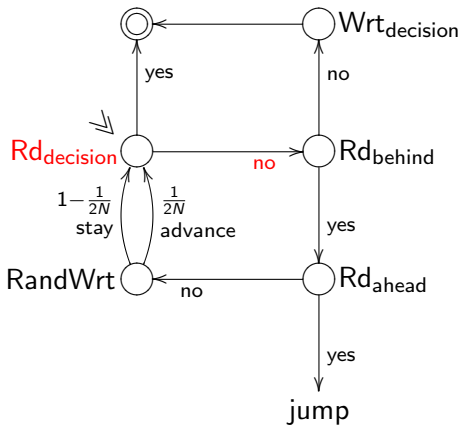 Wrt_decision
yes
no
Rd_decision
no
Rd_behind
1−1/2N
stay
1/2N
advance
yes
RandWrt
no
Rd_ahead
yes
jump